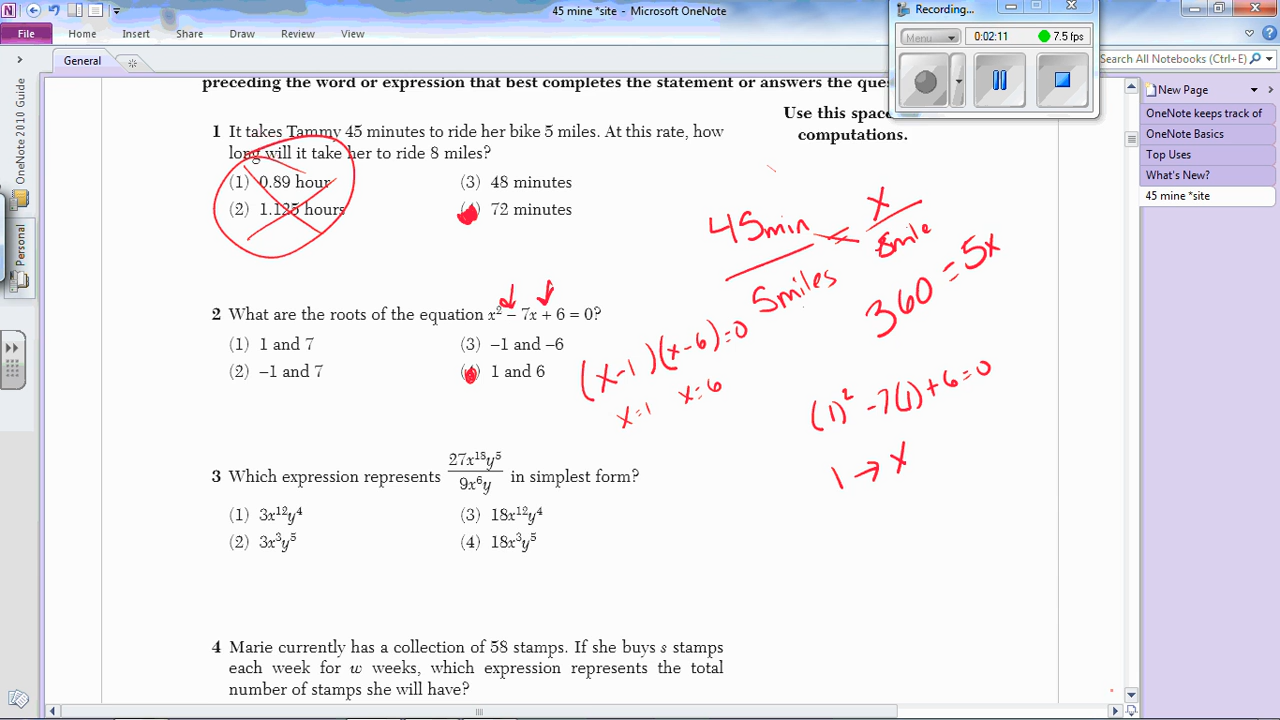 45 mine *site - Microsoft OneNote
Recording...
File Home Insert Share Draw Review View
Menu 0:02:11 7.5 fps
General
Search All Notebooks (Ctrl+E)
OneNote 2010 Guide
Personal
New Page
OneNote keeps track of
OneNote Basics
Top Uses
What's New?
45 mine *site
preceding the word or expression that best completes the statement or answers the
Use this space
computations.
1 It takes Tammy 45 minutes to ride her bike 5 miles. At this rate, how
long will it take her to ride 8 miles?
(1) 0.89 hour (3) 48 minutes
(2) 1.125 hours 72 minutes
45min / 5miles = x / 8mile
360 = 5x
2 What are the roots of the equation x² − 7x + 6 = 0?
(1) 1 and 7 (3) −1 and −6
(2) −1 and 7 1 and 6
(x-1)(x-6)=0
x=1 x=6
(1)² -7(1)+6=0
1 → x
3 Which expression represents 27x¹⁸y⁵ / 9x⁶y in simplest form?
(1) 3x¹²y⁴ (3) 18x¹²y⁴
(2) 3x³y⁵ (4) 18x³y⁵
4 Marie currently has a collection of 58 stamps. If she buys s stamps
each week for w weeks, which expression represents the total
number of stamps she will have?